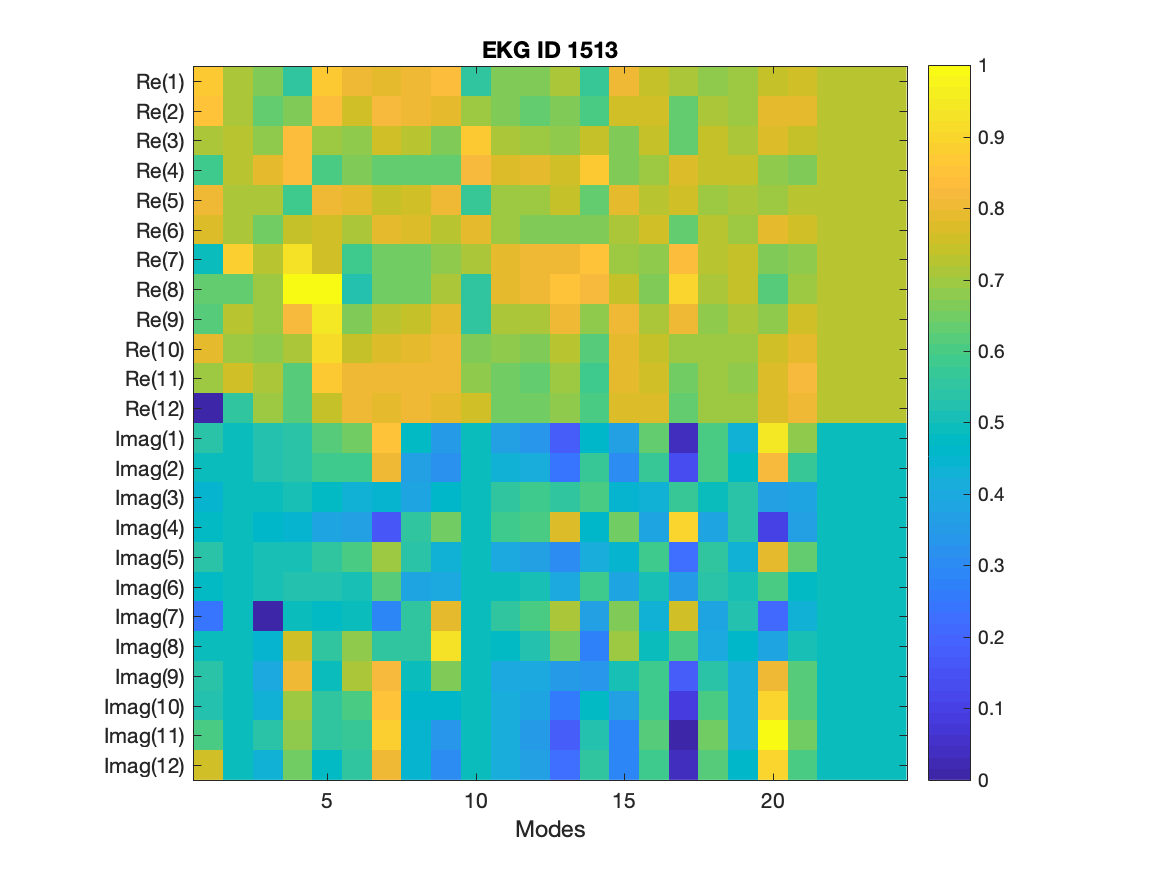 EKG ID 1513
Re(1)
Re(2)
Re(3)
Re(4)
Re(5)
Re(6)
Re(7)
Re(8)
Re(9)
Re(10)
Re(11)
Re(12)
Imag(1)
Imag(2)
Imag(3)
Imag(4)
Imag(5)
Imag(6)
Imag(7)
Imag(8)
Imag(9)
Imag(10)
Imag(11)
Imag(12)
5 10 15 20
Modes
1
0.9
0.8
0.7
0.6
0.5
0.4
0.3
0.2
0.1
0